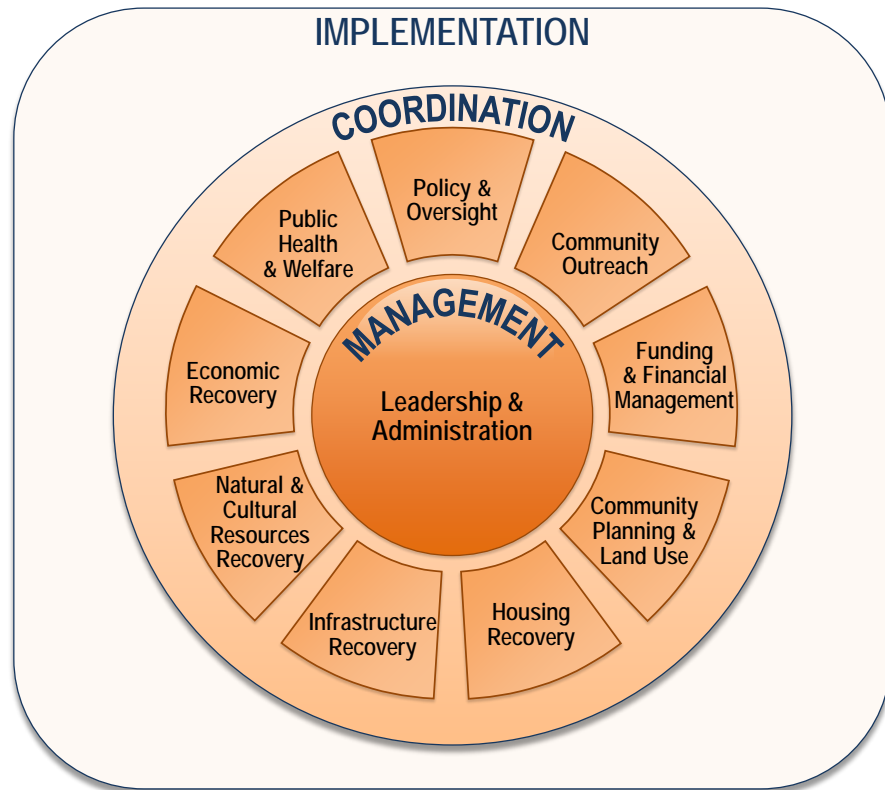 IMPLEMENTATION
COORDINATION
Policy &
Oversight
Community
Outreach
Funding
& Financial
Management
Community
Planning &
Land Use
Housing
Recovery
Infrastructure
Recovery
Natural &
Cultural
Resources
Recovery
Economic
Recovery
Public
Health
& Welfare
MANAGEMENT
Leadership &
Administration